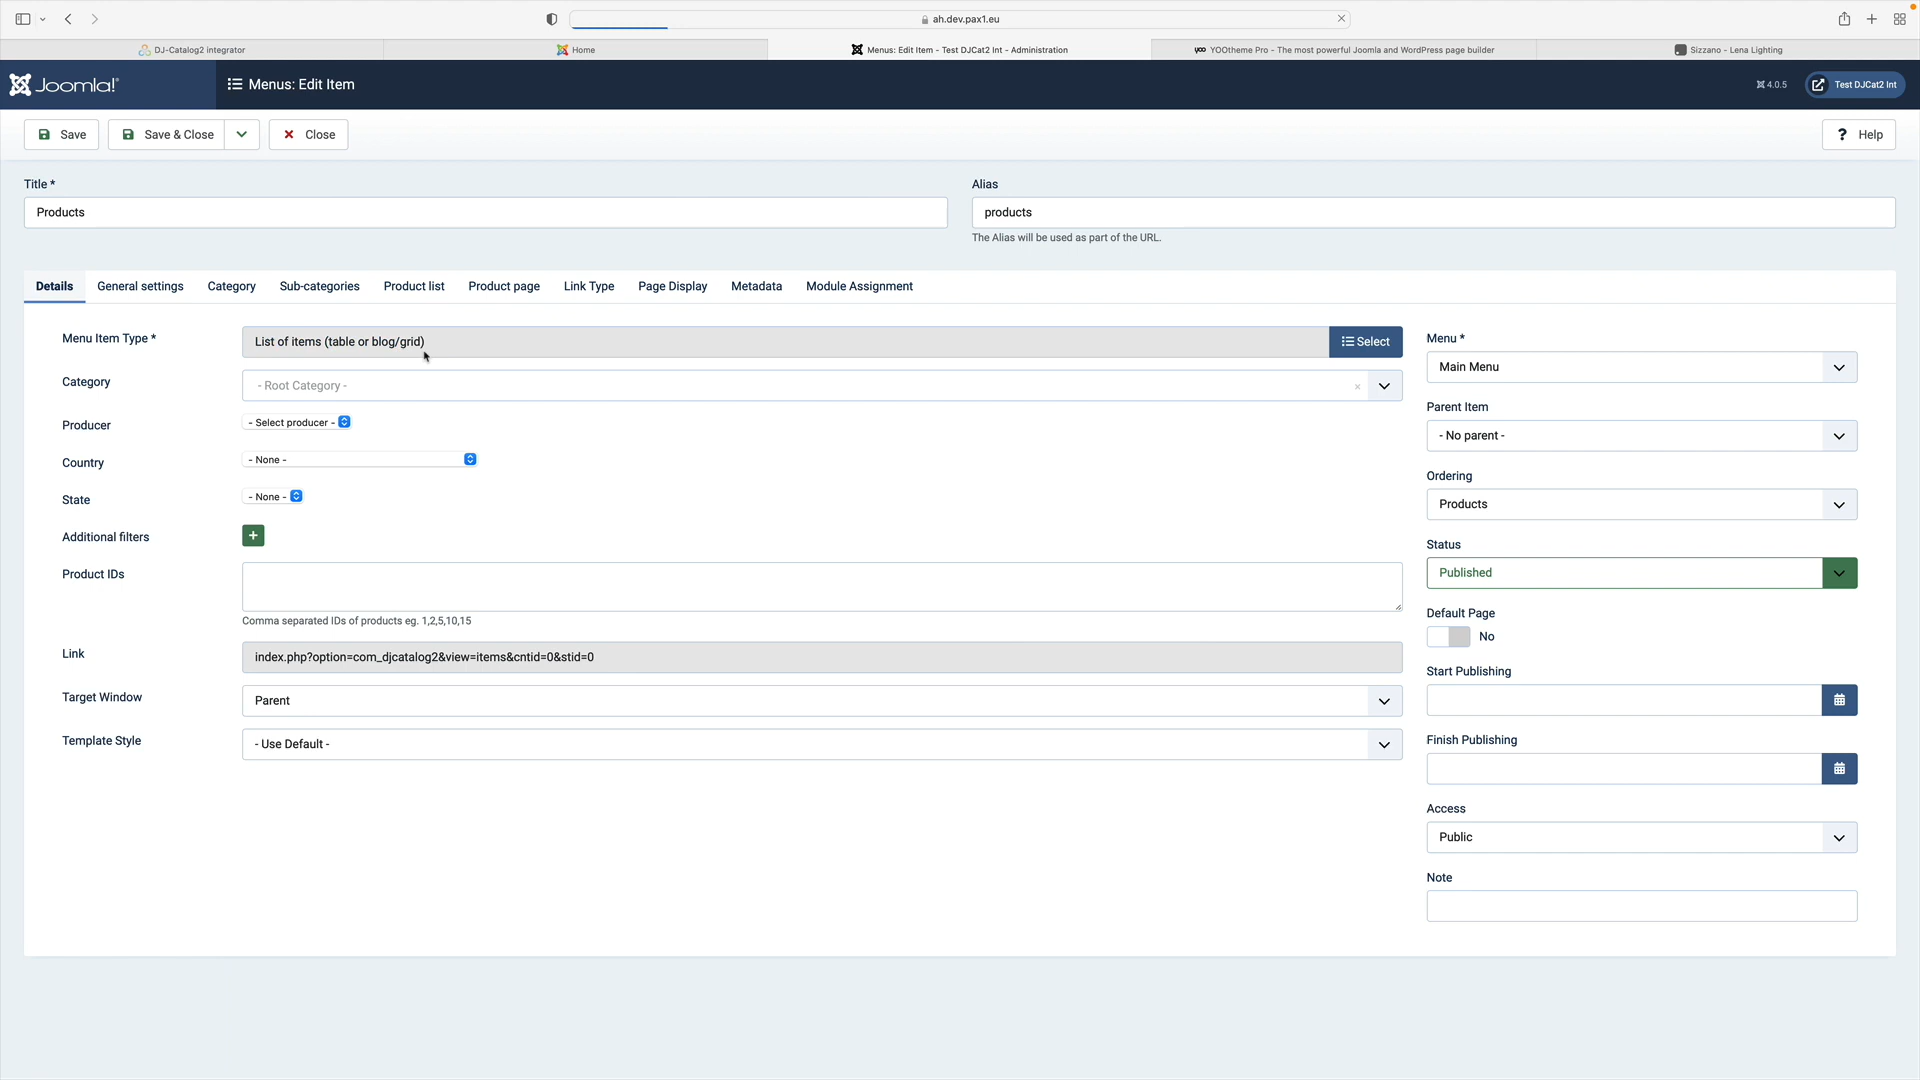 ah.dev.pax1.eu
DJ-Catalog2 integrator
Home
Menus: Edit Item - Test DJCat2 Int - Administration
YOOtheme Pro - The most powerful Joomla and WordPress page builder
Sizzano - Lena Lighting
Joomla!
Menus: Edit Item
4.0.5
Test DJCat2 Int
Save
Save & Close
Close
? Help
Title *
Alias
Products
products
The Alias will be used as part of the URL.
Details
General settings
Category
Sub-categories
Product list
Product page
Link Type
Page Display
Metadata
Module Assignment
Menu Item Type *
List of items (table or blog/grid)
Select
Category
- Root Category -
Producer
- Select producer -
Country
- None -
State
- None -
Additional filters
+
Product IDs
Comma separated IDs of products eg. 1,2,5,10,15
Link
index.php?option=com_djcatalog2&view=items&cntid=0&stid=0
Target Window
Parent
Template Style
- Use Default -
Menu *
Main Menu
Parent Item
- No parent -
Ordering
Products
Status
Published
Default Page
No
Start Publishing
Finish Publishing
Access
Public
Note